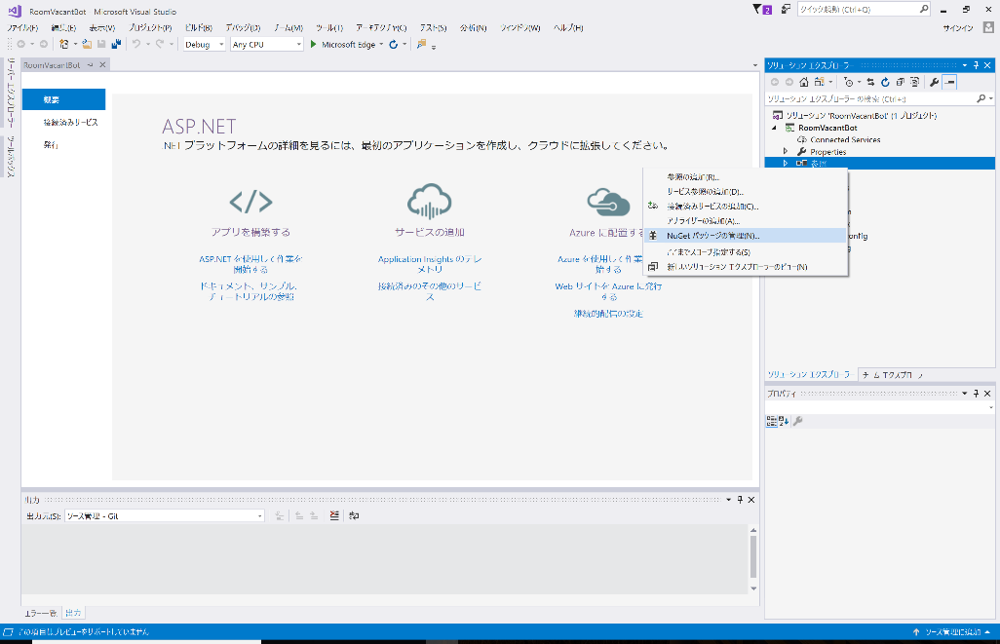 RoomVacantBot - Microsoft Visual Studio
2
クイック起動 (Ctrl+Q)
ファイル(F) 編集(E) 表示(V) プロジェクト(P) ビルド(B) デバッグ(D) チーム(M) ツール(T) アーキテクチャ(C) テスト(S) 分析(N) ウィンドウ(W) ヘルプ(H)
サインイン
Debug Any CPU Microsoft Edge
サーバー エクスプローラー
ツールボックス
RoomVacantBot
概要
接続済みサービス
発行
ASP.NET
.NET プラットフォームの詳細を見るには、最初のアプリケーションを作成し、クラウドに拡張してください。
アプリを構築する
ASP.NET を使用して作業を
開始する
ドキュメント、サンプル、
チュートリアルの参照
サービスの追加
Application Insights のテレ
メトリ
接続済みのその他のサービ
ス
Azure に配置する
Azure を使用して作業
始する
Web サイトを Azure に発行
する
継続的配信の設定
ソリューション エクスプローラー
ソリューション エクスプローラー の検索 (Ctrl+;)
ソリューション 'RoomVacantBot' (1 プロジェクト)
RoomVacantBot
Connected Services
Properties
参照
onfig
参照の追加(R)...
サービス参照の追加(D)...
接続済みサービスの追加(C)...
アナライザーの追加(A)...
NuGet パッケージの管理(N)...
ここまでスコープ指定する(S)
新しいソリューション エクスプローラーのビュー(N)
ソリューション エクスプローラー チーム エクスプローラー
プロパティ
出力
出力元(S): ソース管理 - Git
エラー一覧 出力
この項目はプレビューをサポートしていません
ソース管理に追加